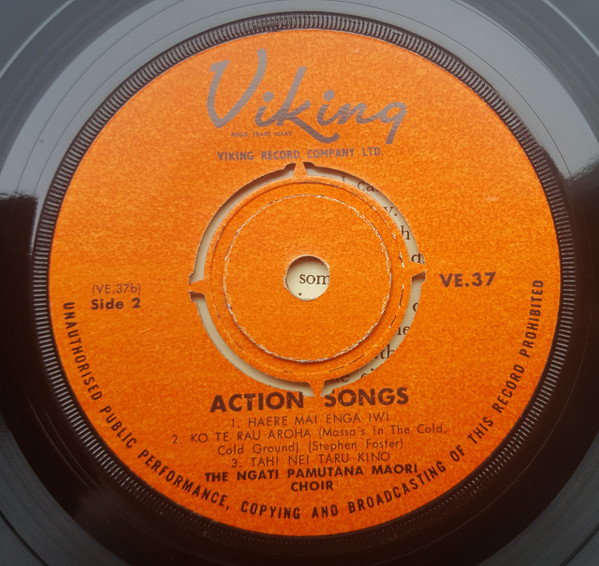 Viking
REGD. TRADE MARK
VIKING RECORD COMPANY LTD.
(VE.37b)
Side 2
VE.37
som
ACTION SONGS
1. HAERE MAI ENGA IWI
2. KO TE RAU AROHA (Massa's In The Cold,
Cold Ground) (Stephen Foster)
3. TAHI NEI TARU KINO
THE NGATI PAMUTANA MAORI
CHOIR
UNAUTHORISED PUBLIC PERFORMANCE, COPYING AND BROADCASTING OF THIS RECORD PROHIBITED